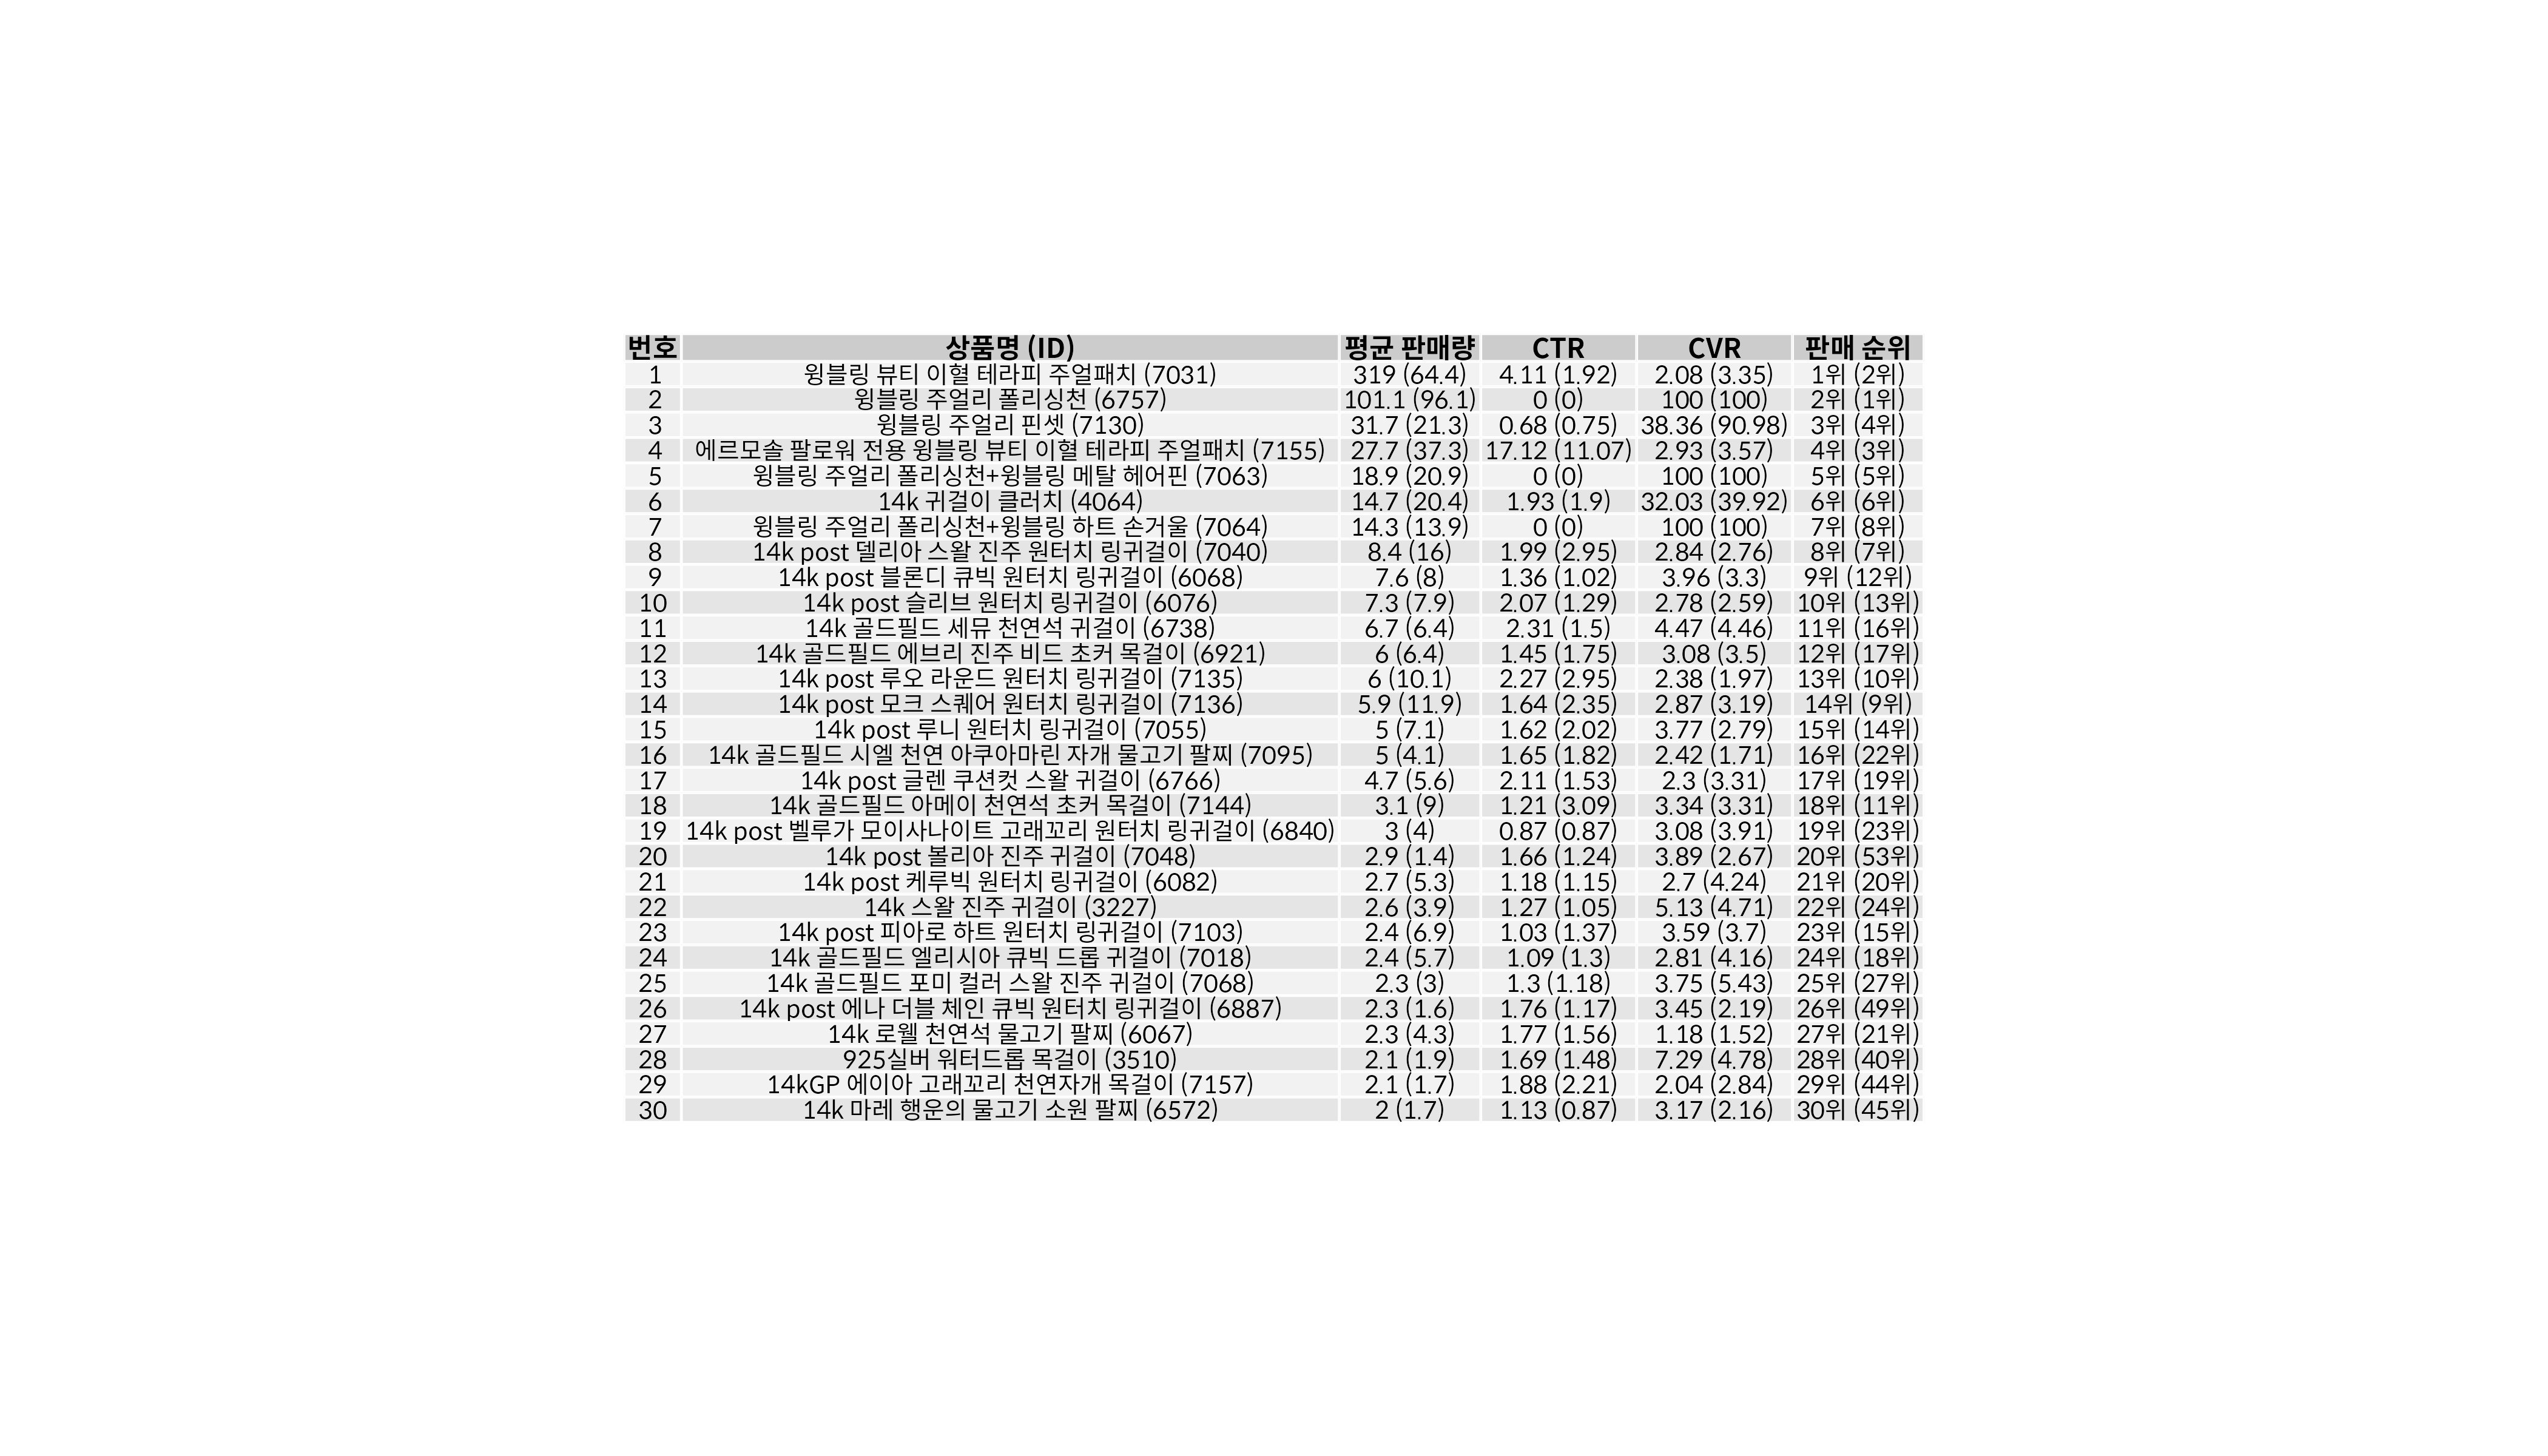 번호 상품명 (ID) 평균 판매량 CTR CVR 판매 순위
1 윙블링 뷰티 이혈 테라피 주얼패치 (7031) 319 (64.4) 4.11 (1.92) 2.08 (3.35) 1위 (2위)
2 윙블링 주얼리 폴리싱천 (6757) 101.1 (96.1) 0 (0) 100 (100) 2위 (1위)
3 윙블링 주얼리 핀셋 (7130) 31.7 (21.3) 0.68 (0.75) 38.36 (90.98) 3위 (4위)
4 에르모솔 팔로워 전용 윙블링 뷰티 이혈 테라피 주얼패치 (7155) 27.7 (37.3) 17.12 (11.07) 2.93 (3.57) 4위 (3위)
5 윙블링 주얼리 폴리싱천+윙블링 메탈 헤어핀 (7063) 18.9 (20.9) 0 (0) 100 (100) 5위 (5위)
6 14k 귀걸이 클러치 (4064) 14.7 (20.4) 1.93 (1.9) 32.03 (39.92) 6위 (6위)
7 윙블링 주얼리 폴리싱천+윙블링 하트 손거울 (7064) 14.3 (13.9) 0 (0) 100 (100) 7위 (8위)
8 14k post 델리아 스왈 진주 원터치 링귀걸이 (7040) 8.4 (16) 1.99 (2.95) 2.84 (2.76) 8위 (7위)
9 14k post 블론디 큐빅 원터치 링귀걸이 (6068) 7.6 (8) 1.36 (1.02) 3.96 (3.3) 9위 (12위)
10 14k post 슬리브 원터치 링귀걸이 (6076) 7.3 (7.9) 2.07 (1.29) 2.78 (2.59) 10위 (13위)
11 14k 골드필드 세뮤 천연석 귀걸이 (6738) 6.7 (6.4) 2.31 (1.5) 4.47 (4.46) 11위 (16위)
12 14k 골드필드 에브리 진주 비드 초커 목걸이 (6921) 6 (6.4) 1.45 (1.75) 3.08 (3.5) 12위 (17위)
13 14k post 루오 라운드 원터치 링귀걸이 (7135) 6 (10.1) 2.27 (2.95) 2.38 (1.97) 13위 (10위)
14 14k post 모크 스퀘어 원터치 링귀걸이 (7136) 5.9 (11.9) 1.64 (2.35) 2.87 (3.19) 14위 (9위)
15 14k post 루니 원터치 링귀걸이 (7055) 5 (7.1) 1.62 (2.02) 3.77 (2.79) 15위 (14위)
16 14k 골드필드 시엘 천연 아쿠아마린 자개 물고기 팔찌 (7095) 5 (4.1) 1.65 (1.82) 2.42 (1.71) 16위 (22위)
17 14k post 글렌 쿠션컷 스왈 귀걸이 (6766) 4.7 (5.6) 2.11 (1.53) 2.3 (3.31) 17위 (19위)
18 14k 골드필드 아메이 천연석 초커 목걸이 (7144) 3.1 (9) 1.21 (3.09) 3.34 (3.31) 18위 (11위)
19 14k post 벨루가 모이사나이트 고래꼬리 원터치 링귀걸이 (6840) 3 (4) 0.87 (0.87) 3.08 (3.91) 19위 (23위)
20 14k post 볼리아 진주 귀걸이 (7048) 2.9 (1.4) 1.66 (1.24) 3.89 (2.67) 20위 (53위)
21 14k post 케루빅 원터치 링귀걸이 (6082) 2.7 (5.3) 1.18 (1.15) 2.7 (4.24) 21위 (20위)
22 14k 스왈 진주 귀걸이 (3227) 2.6 (3.9) 1.27 (1.05) 5.13 (4.71) 22위 (24위)
23 14k post 피아로 하트 원터치 링귀걸이 (7103) 2.4 (6.9) 1.03 (1.37) 3.59 (3.7) 23위 (15위)
24 14k 골드필드 엘리시아 큐빅 드롭 귀걸이 (7018) 2.4 (5.7) 1.09 (1.3) 2.81 (4.16) 24위 (18위)
25 14k 골드필드 포미 컬러 스왈 진주 귀걸이 (7068) 2.3 (3) 1.3 (1.18) 3.75 (5.43) 25위 (27위)
26 14k post 에나 더블 체인 큐빅 원터치 링귀걸이 (6887) 2.3 (1.6) 1.76 (1.17) 3.45 (2.19) 26위 (49위)
27 14k 로웰 천연석 물고기 팔찌 (6067) 2.3 (4.3) 1.77 (1.56) 1.18 (1.52) 27위 (21위)
28 925실버 워터드롭 목걸이 (3510) 2.1 (1.9) 1.69 (1.48) 7.29 (4.78) 28위 (40위)
29 14kGP 에이아 고래꼬리 천연자개 목걸이 (7157) 2.1 (1.7) 1.88 (2.21) 2.04 (2.84) 29위 (44위)
30 14k 마레 행운의 물고기 소원 팔찌 (6572) 2 (1.7) 1.13 (0.87) 3.17 (2.16) 30위 (45위)